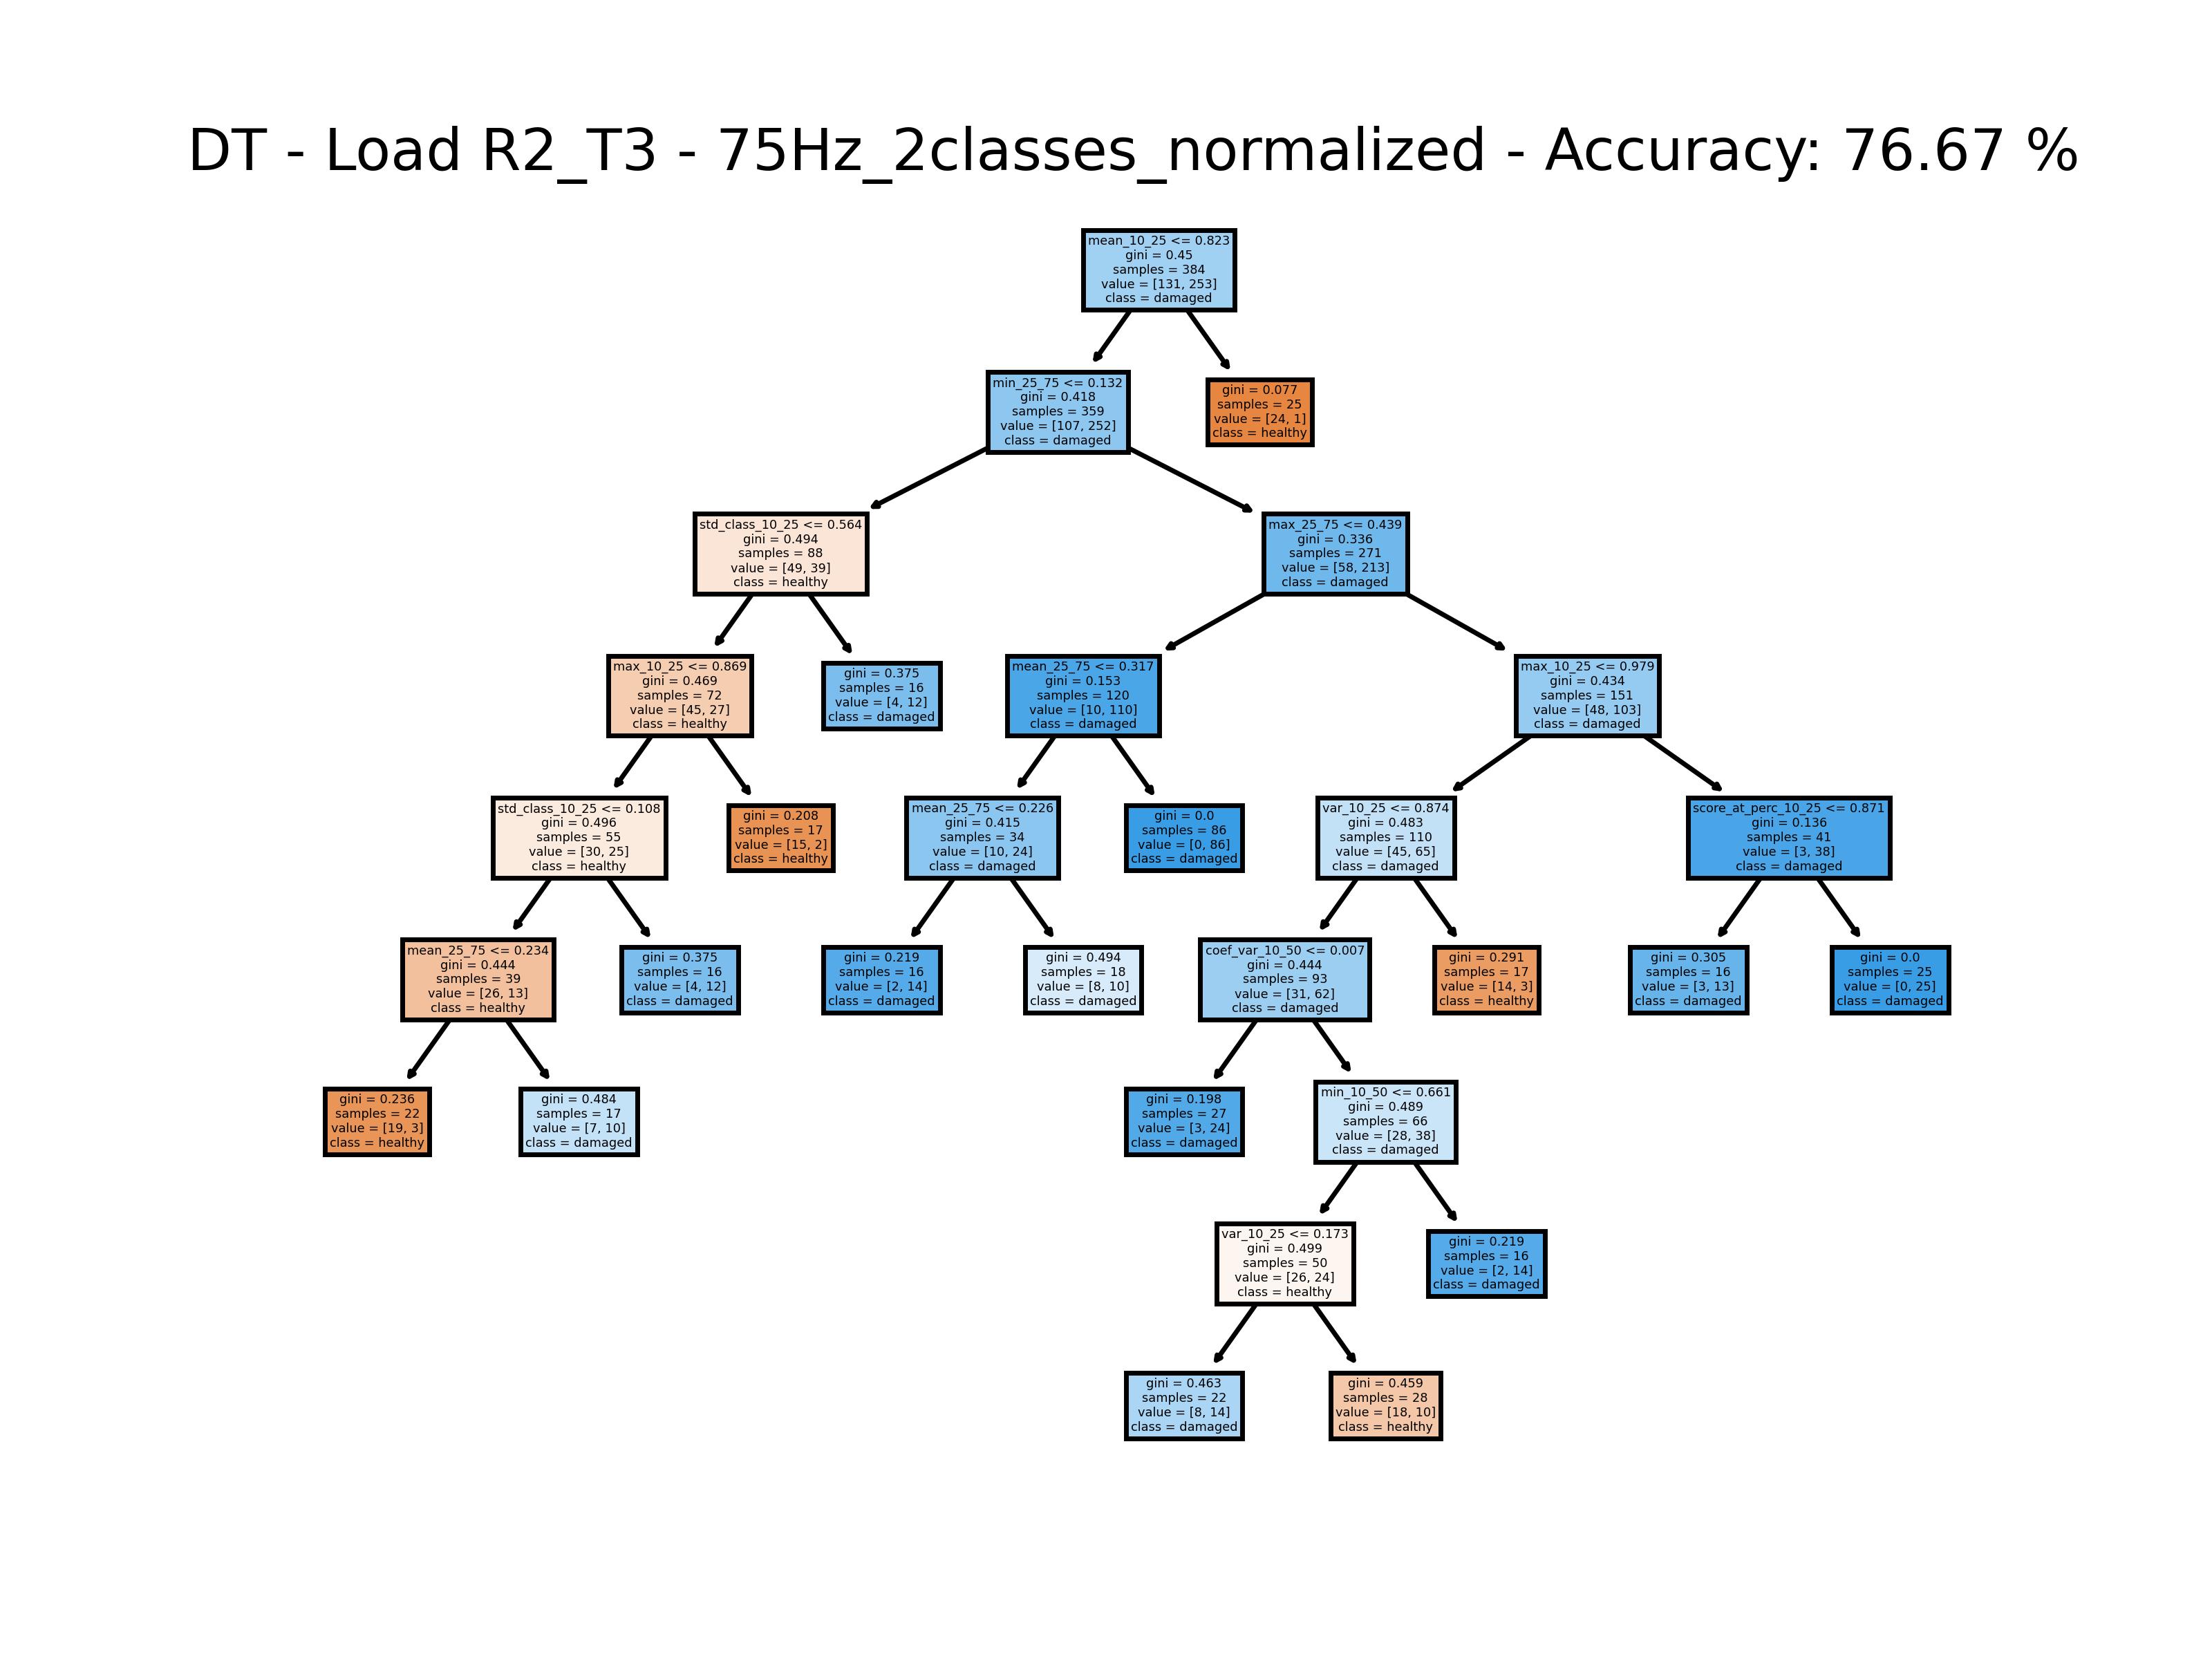 DT - Load R2_T3 - 75Hz_2classes_normalized - Accuracy: 76.67 %
mean_10_25 <= 0.823
gini = 0.45
samples = 384
value = [131, 253]
class = damaged
min_25_75 <= 0.132
gini = 0.418
samples = 359
value = [107, 252]
class = damaged
gini = 0.077
samples = 25
value = [24, 1]
class = healthy
std_class_10_25 <= 0.564
gini = 0.494
samples = 88
value = [49, 39]
class = healthy
max_25_75 <= 0.439
gini = 0.336
samples = 271
value = [58, 213]
class = damaged
max_10_25 <= 0.869
gini = 0.469
samples = 72
value = [45, 27]
class = healthy
gini = 0.375
samples = 16
value = [4, 12]
class = damaged
mean_25_75 <= 0.317
gini = 0.153
samples = 120
value = [10, 110]
class = damaged
max_10_25 <= 0.979
gini = 0.434
samples = 151
value = [48, 103]
class = damaged
std_class_10_25 <= 0.108
gini = 0.496
samples = 55
value = [30, 25]
class = healthy
gini = 0.208
samples = 17
value = [15, 2]
class = healthy
mean_25_75 <= 0.226
gini = 0.415
samples = 34
value = [10, 24]
class = damaged
gini = 0.0
samples = 86
value = [0, 86]
class = damaged
var_10_25 <= 0.874
gini = 0.483
samples = 110
value = [45, 65]
class = damaged
score_at_perc_10_25 <= 0.871
gini = 0.136
samples = 41
value = [3, 38]
class = damaged
mean_25_75 <= 0.234
gini = 0.444
samples = 39
value = [26, 13]
class = healthy
gini = 0.375
samples = 16
value = [4, 12]
class = damaged
gini = 0.219
samples = 16
value = [2, 14]
class = damaged
gini = 0.494
samples = 18
value = [8, 10]
class = damaged
coef_var_10_50 <= 0.007
gini = 0.444
samples = 93
value = [31, 62]
class = damaged
gini = 0.291
samples = 17
value = [14, 3]
class = healthy
gini = 0.305
samples = 16
value = [3, 13]
class = damaged
gini = 0.0
samples = 25
value = [0, 25]
class = damaged
gini = 0.236
samples = 22
value = [19, 3]
class = healthy
gini = 0.484
samples = 17
value = [7, 10]
class = damaged
gini = 0.198
samples = 27
value = [3, 24]
class = damaged
min_10_50 <= 0.661
gini = 0.489
samples = 66
value = [28, 38]
class = damaged
var_10_25 <= 0.173
gini = 0.499
samples = 50
value = [26, 24]
class = healthy
gini = 0.219
samples = 16
value = [2, 14]
class = damaged
gini = 0.463
samples = 22
value = [8, 14]
class = damaged
gini = 0.459
samples = 28
value = [18, 10]
class = healthy